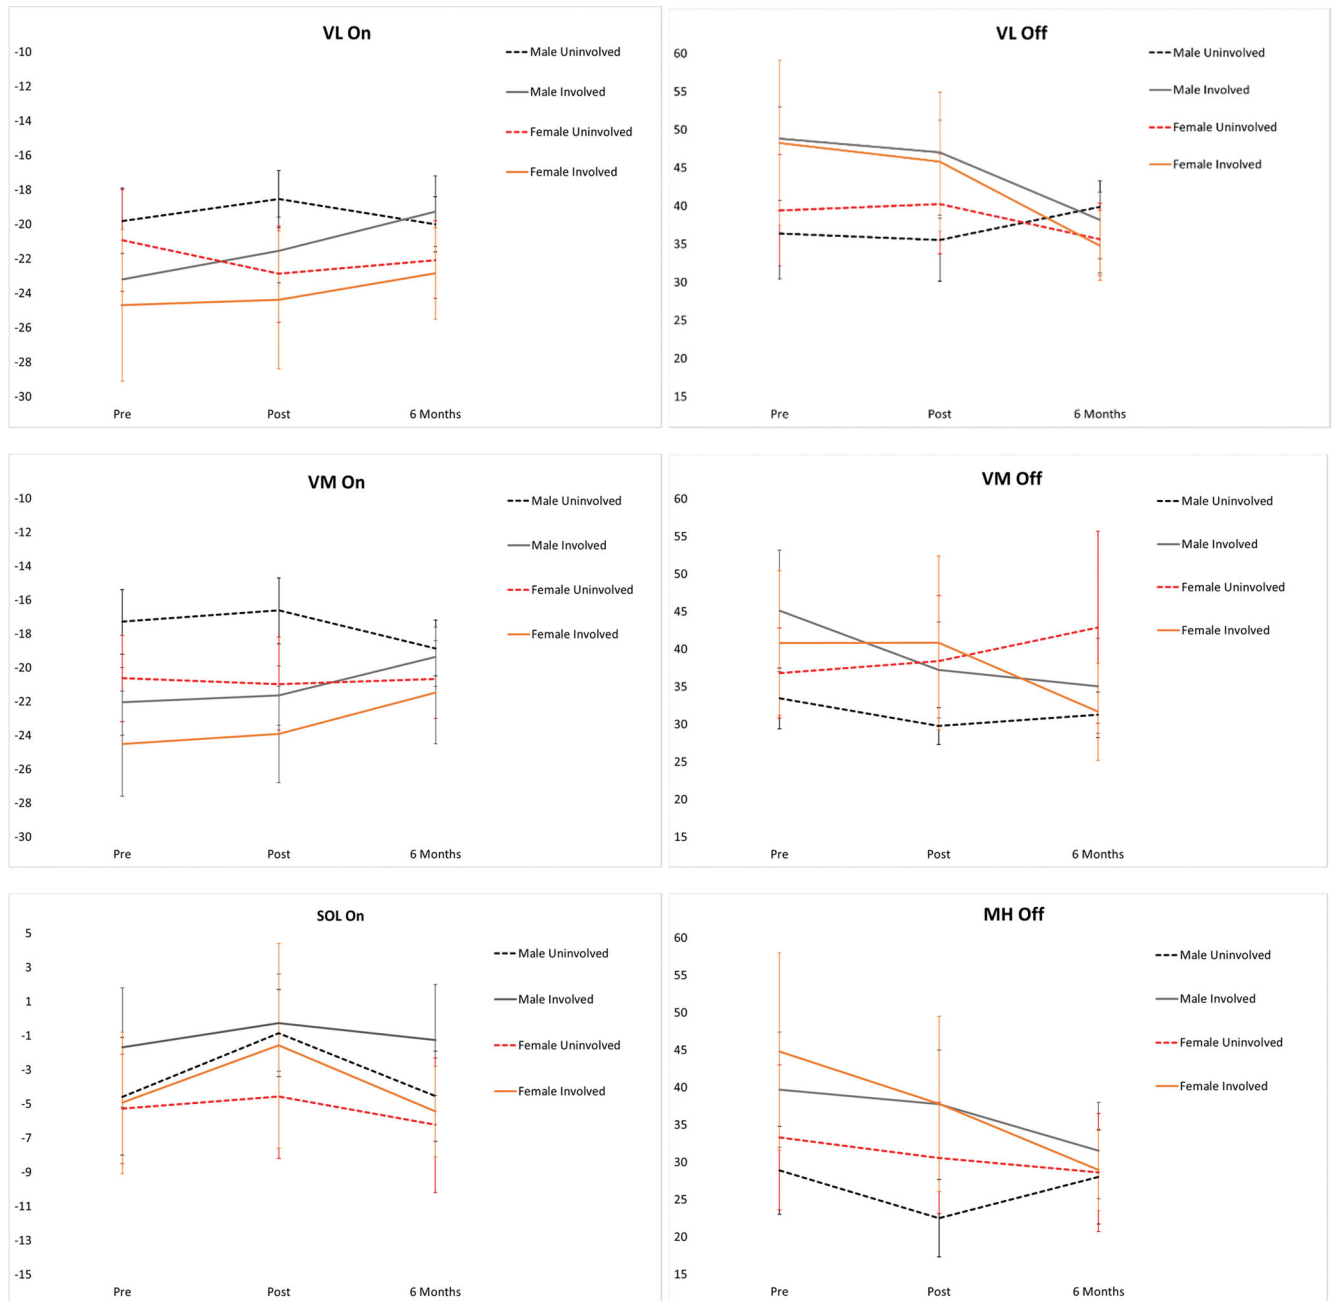 VL On
-10
-12
-14
-16
-18
-20
-22
-24
-26
-28
-30
Pre Post 6 Months
Male Uninvolved
Male Involved
Female Uninvolved
Female Involved
VL Off
60
55
50
45
40
35
30
25
20
15
Pre Post 6 Months
Male Uninvolved
Male Involved
Female Uninvolved
Female Involved
VM On
-10
-12
-14
-16
-18
-20
-22
-24
-26
-28
-30
Pre Post 6 Months
Male Uninvolved
Male Involved
Female Uninvolved
Female Involved
VM Off
60
55
50
45
40
35
30
25
20
15
Pre Post 6 Months
Male Uninvolved
Male Involved
Female Uninvolved
Female Involved
SOL On
5
3
1
-1
-3
-5
-7
-9
-11
-13
-15
Pre Post 6 Months
Male Uninvolved
Male Involved
Female Uninvolved
Female Involved
MH Off
60
55
50
45
40
35
30
25
20
15
Pre Post 6 Months
Male Uninvolved
Male Involved
Female Uninvolved
Female Involved